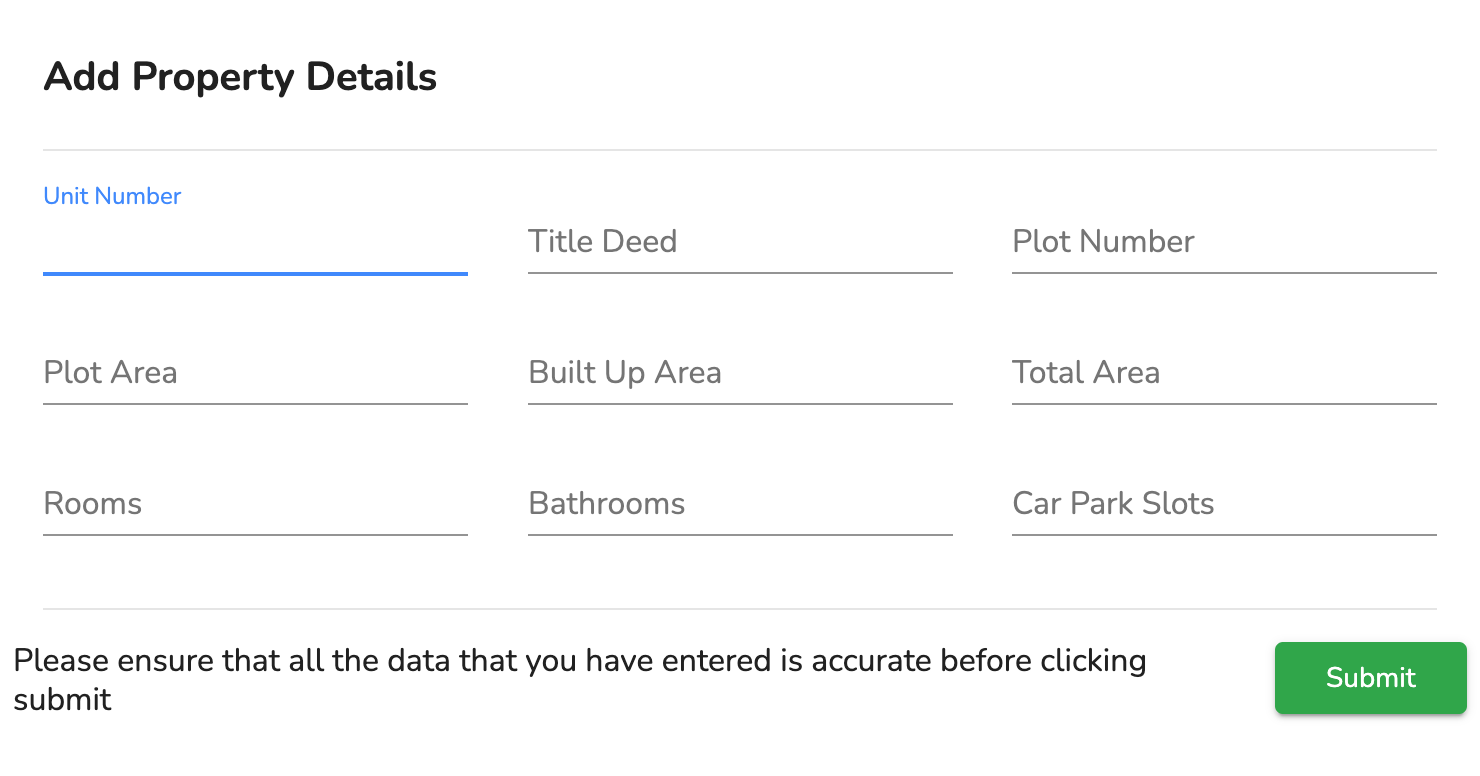 Add Property Details
Unit Number
Title Deed
Plot Number
Plot Area
Built Up Area
Total Area
Rooms
Bathrooms
Car Park Slots
Please ensure that all the data that you have entered is accurate before clicking
submit
Submit